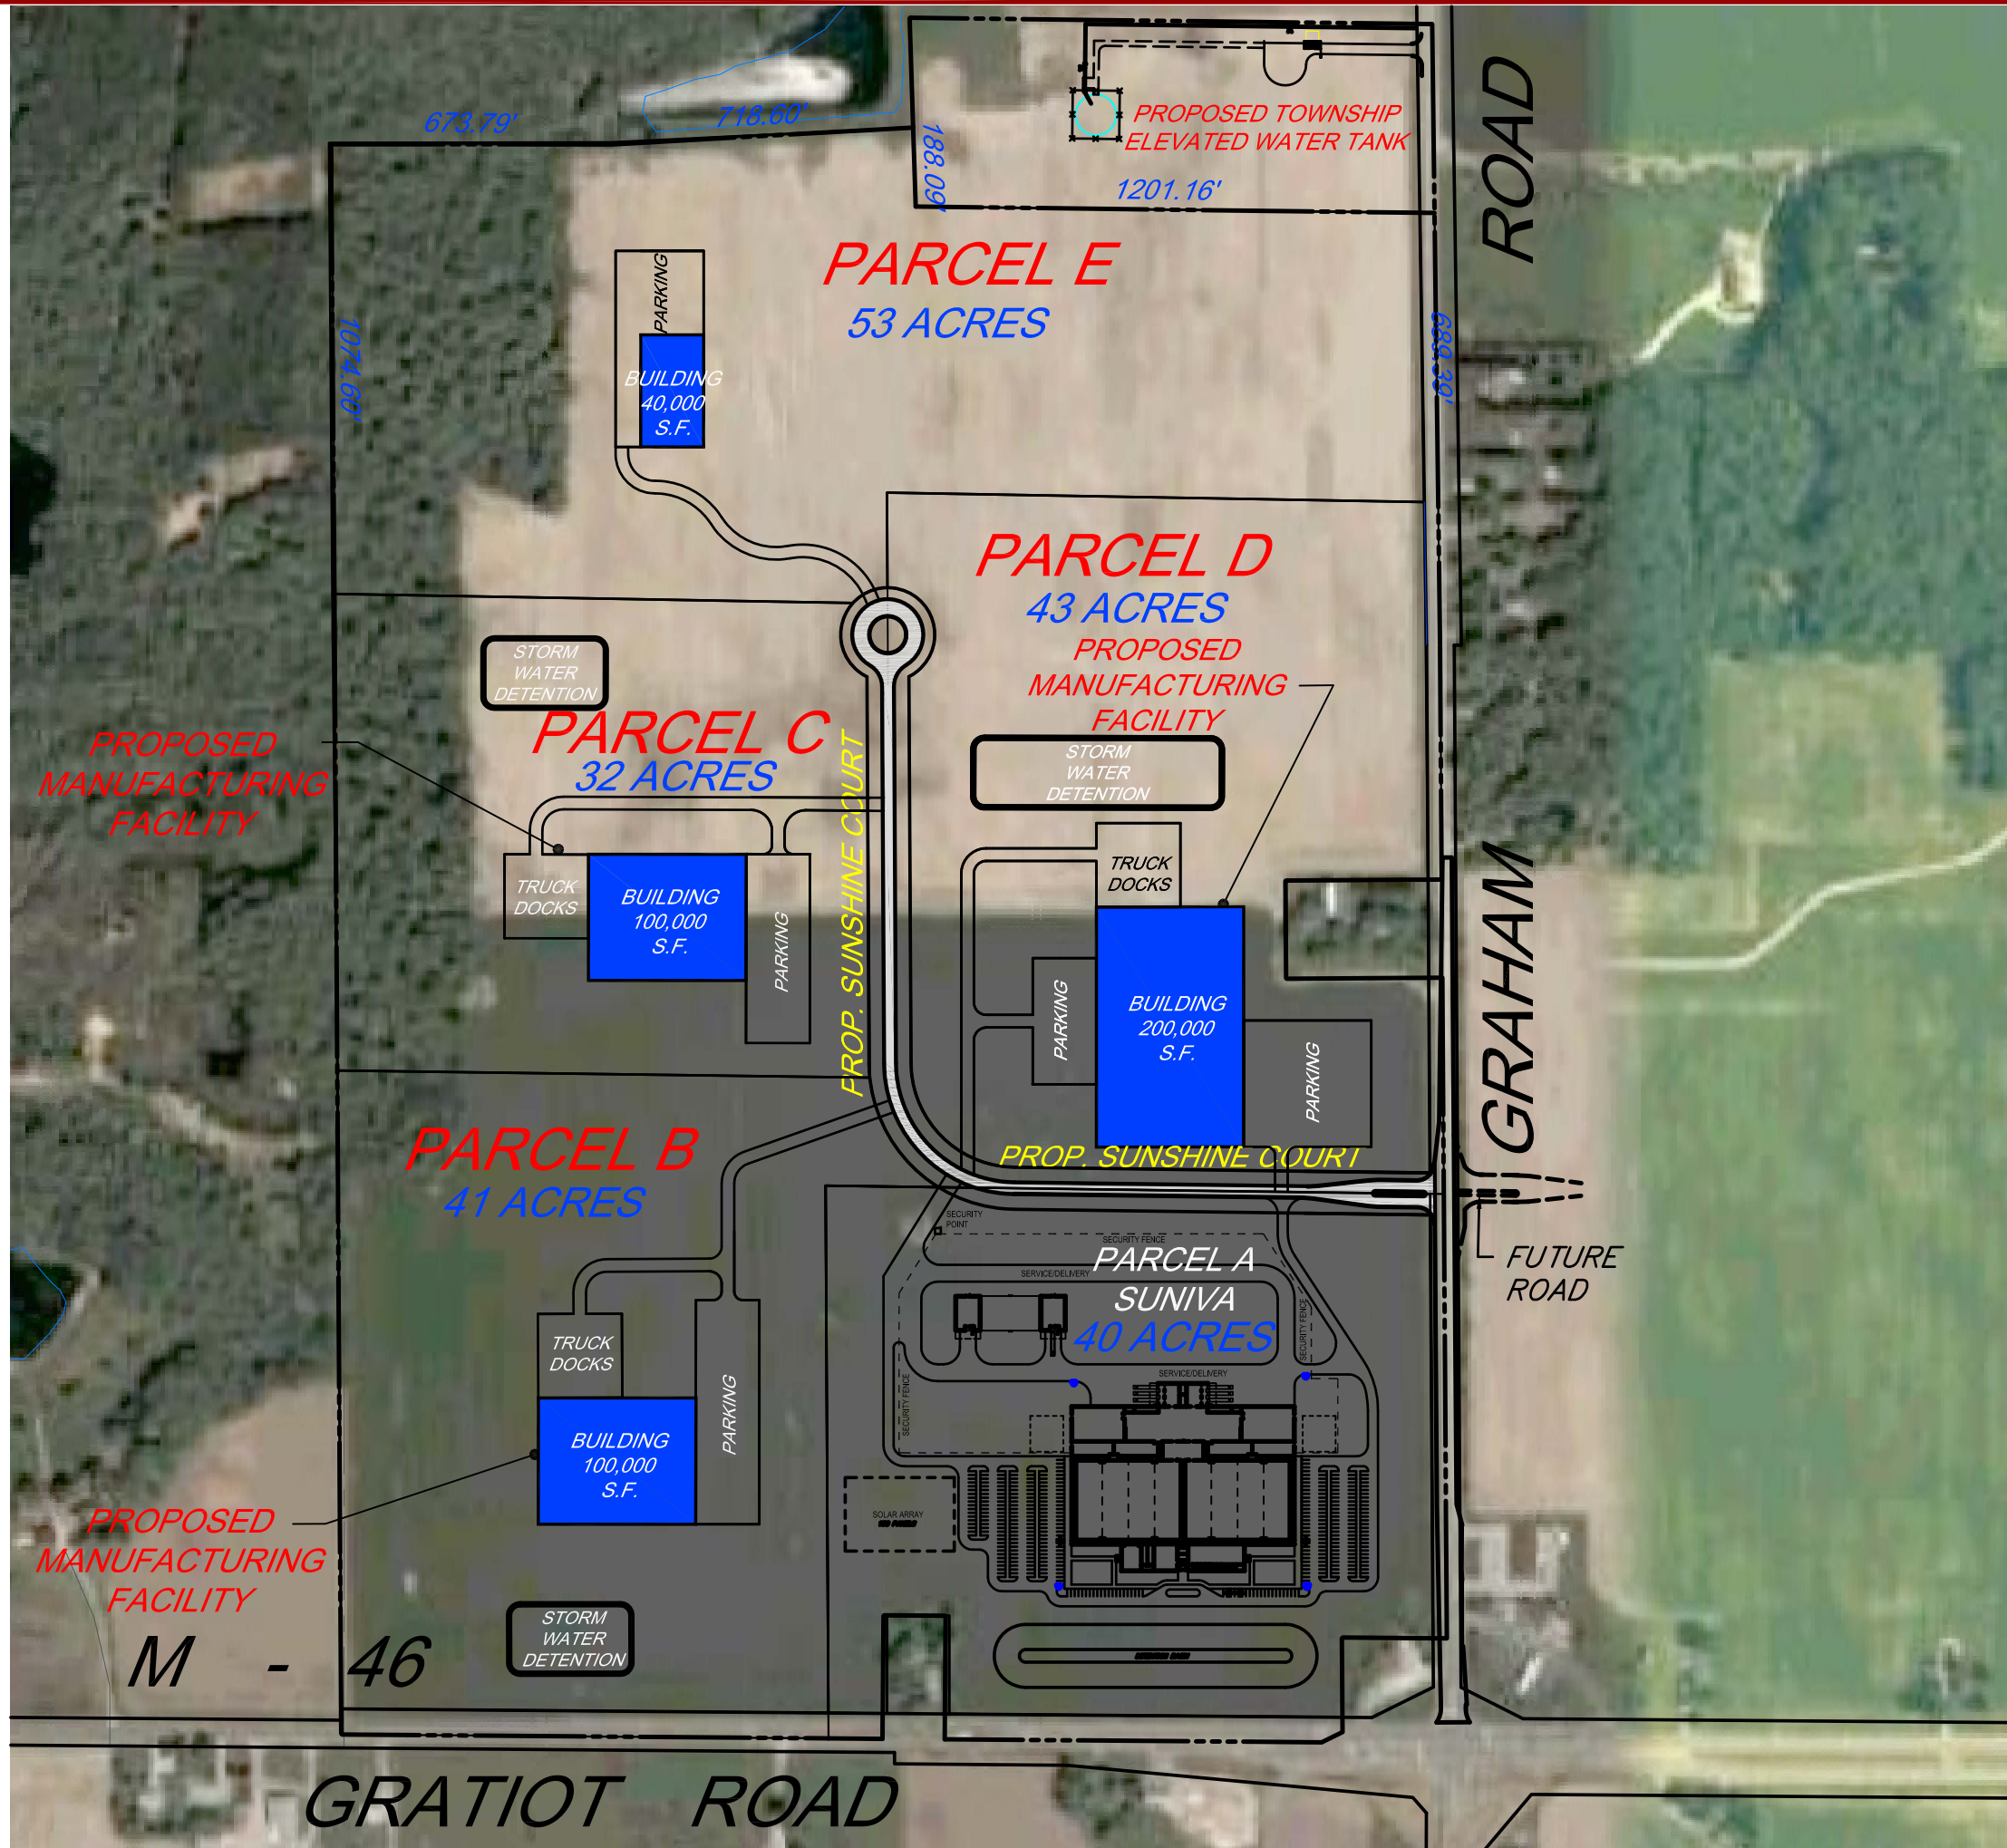 673.79'
718.60'
188.09'
1201.16'
PROPOSED TOWNSHIP
ELEVATED WATER TANK
ROAD
PARCEL E
53 ACRES
1074.60'
689.39'
PARKING
BUILDING
40,000
S.F.
PARCEL D
43 ACRES
PROPOSED
MANUFACTURING
FACILITY
STORM
WATER
DETENTION
PARCEL C
32 ACRES
PROPOSED
MANUFACTURING
FACILITY
STORM
WATER
DETENTION
PROP. SUNSHINE COURT
TRUCK
DOCKS
BUILDING
100,000
S.F.
PARKING
TRUCK
DOCKS
PARKING
BUILDING
200,000
S.F.
PARKING
GRAHAM
PROP. SUNSHINE COURT
PARCEL B
41 ACRES
SECURITY
POINT
SECURITY FENCE
PARCEL A
SUNIVA
40 ACRES
SERVICE/DELIVERY
SECURITY FENCE
FUTURE
ROAD
TRUCK
DOCKS
PARKING
BUILDING
100,000
S.F.
SERVICE/DELIVERY
SECURITY FENCE
SOLAR ARRAY
PROPOSED
MANUFACTURING
FACILITY
STORM
WATER
DETENTION
M - 46
GRATIOT ROAD